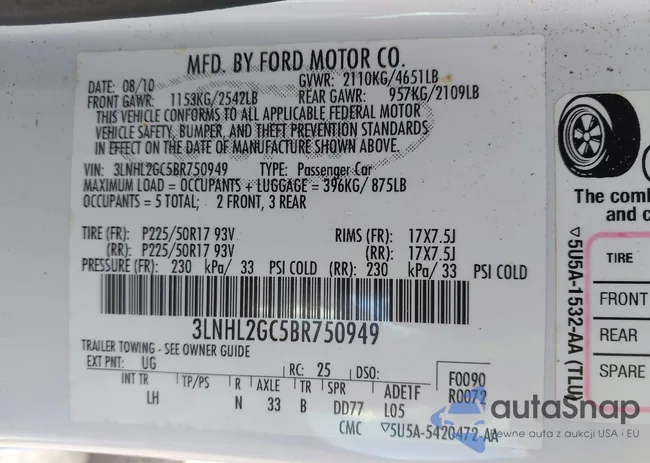 MFD. BY FORD MOTOR CO.
DATE: 08/10 GVWR: 2110KG/4651LB
FRONT GAWR: 1153KG/2542LB REAR GAWR: 957KG/2109LB
THIS VEHICLE CONFORMS TO ALL APPLICABLE FEDERAL MOTOR
VEHICLE SAFETY, BUMPER, AND THEFT PREVENTION STANDARDS
IN EFFECT ON THE DATE OF MANUFACTURE SHOWN ABOVE.
VIN: 3LNHL2GC5BR750949 TYPE: Passenger Car
MAXIMUM LOAD = OCCUPANTS + LUGGAGE = 396KG/ 875LB
OCCUPANTS = 5 TOTAL; 2 FRONT, 3 REAR
TIRE (FR): P225/50R17 93V RIMS (FR): 17X7.5J
(RR): P225/50R17 93V (RR): 17X7.5J
PRESSURE (FR): 230 kPa/ 33 PSI COLD (RR): 230 kPa/ 33 PSI COLD
3LNHL2GC5BR750949
TRAILER TOWING - SEE OWNER GUIDE
EXT PNT: UG RC: 25 DSO: F0090
INT TR TP/PS R AXLE TR SPR ADE1F R0072
LH N 33 B DD77 L05
CMC ▽5U5A-5420472-AA
The comb
and c
▽5U5A-1532-AA (TLU)
TIRE
FRONT
REAR
SPARE
autaSnap
Pewne auta z aukcji USA i EU